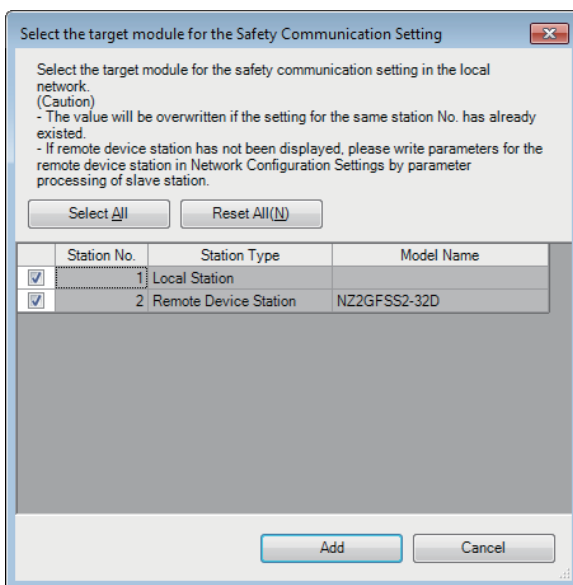 Select the target module for the Safety Communication Setting
Select the target module for the safety communication setting in the local
network.
(Caution)
- The value will be overwritten if the setting for the same station No. has already
existed.
- If remote device station has not been displayed, please write parameters for the
remote device station in Network Configuration Settings by parameter
processing of slave station.
Select All Reset All(N)
Station No. Station Type Model Name
1 Local Station
2 Remote Device Station NZ2GFSS2-32D
Add Cancel